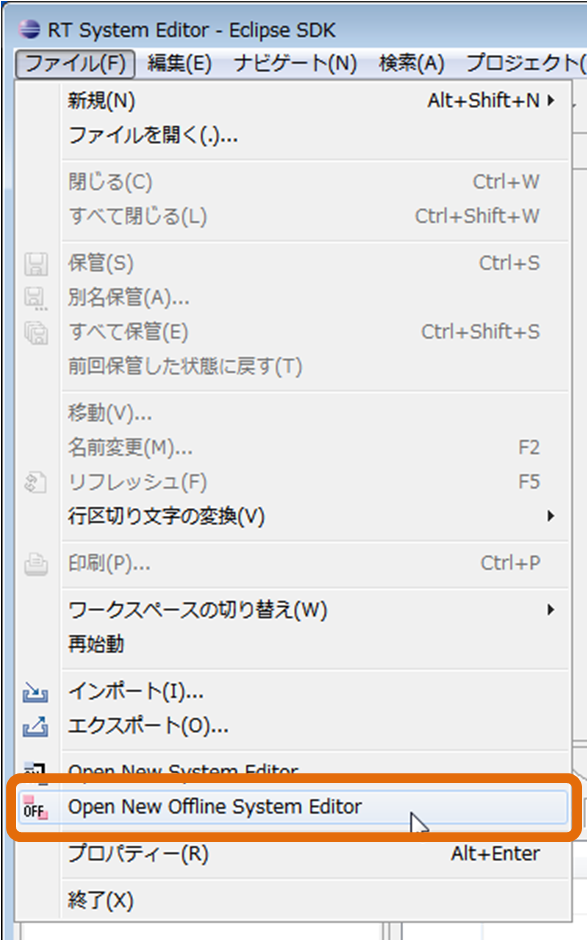 RT System Editor - Eclipse SDK
ファイル(F) 編集(E) ナビゲート(N) 検索(A) プロジェクト(
新規(N) Alt+Shift+N
ファイルを開く(.)...
閉じる(C) Ctrl+W
すべて閉じる(L) Ctrl+Shift+W
保管(S) Ctrl+S
別名保管(A)...
すべて保管(E) Ctrl+Shift+S
前回保管した状態に戻す(T)
移動(V)...
名前変更(M)... F2
リフレッシュ(F) F5
行区切り文字の変換(V)
印刷(P)... Ctrl+P
ワークスペースの切り替え(W)
再始動
インポート(I)...
エクスポート(O)...
Open New System Editor
OFF Open New Offline System Editor
プロパティー(R) Alt+Enter
終了(X)